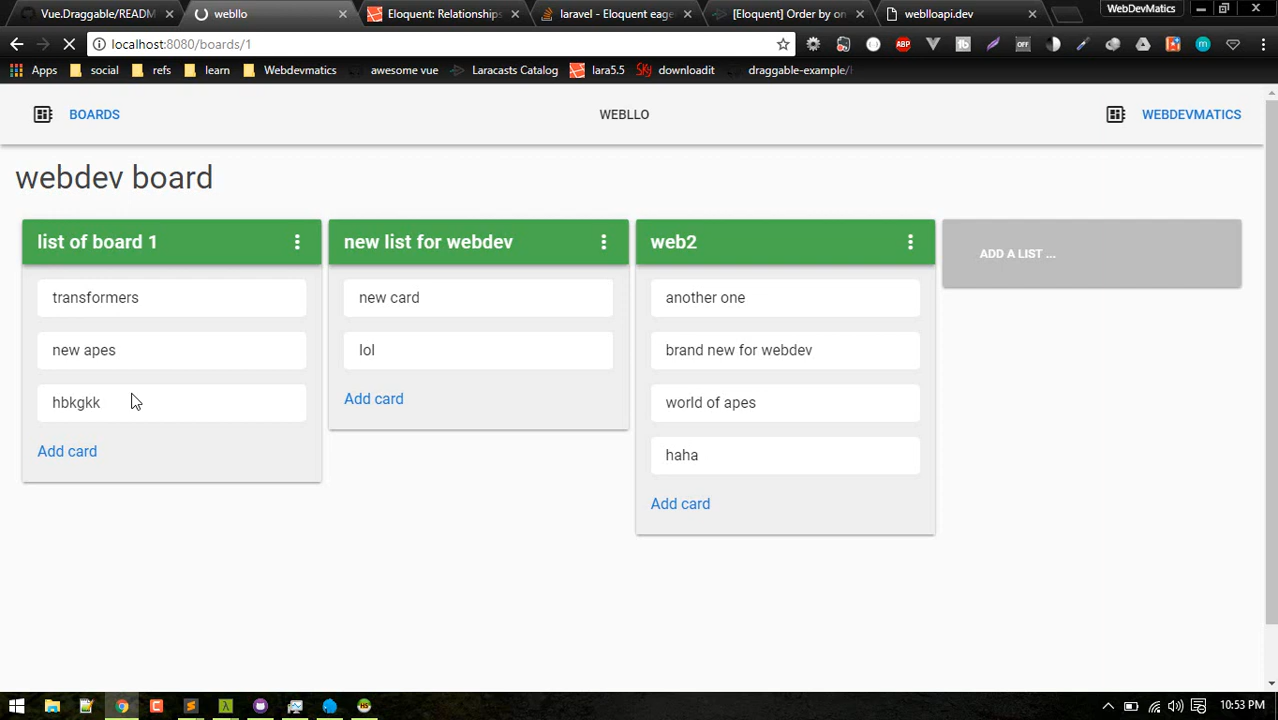 Vue.Draggable/READM
webllo
Eloquent: Relationships
laravel - Eloquent eage
[Eloquent] Order by on
weblloapi.dev
WebDevMatics
localhost:8080/boards/1
Apps
social
refs
learn
Webdevmatics
awesome vue
Laracasts Catalog
lara5.5
SKY downloadit
draggable-example/
BOARDS
WEBLLO
WEBDEVMATICS
webdev board
list of board 1
transformers
new apes
hbkgkk
Add card
new list for webdev
new card
lol
Add card
web2
another one
brand new for webdev
world of apes
haha
Add card
ADD A LIST ...
10:53 PM